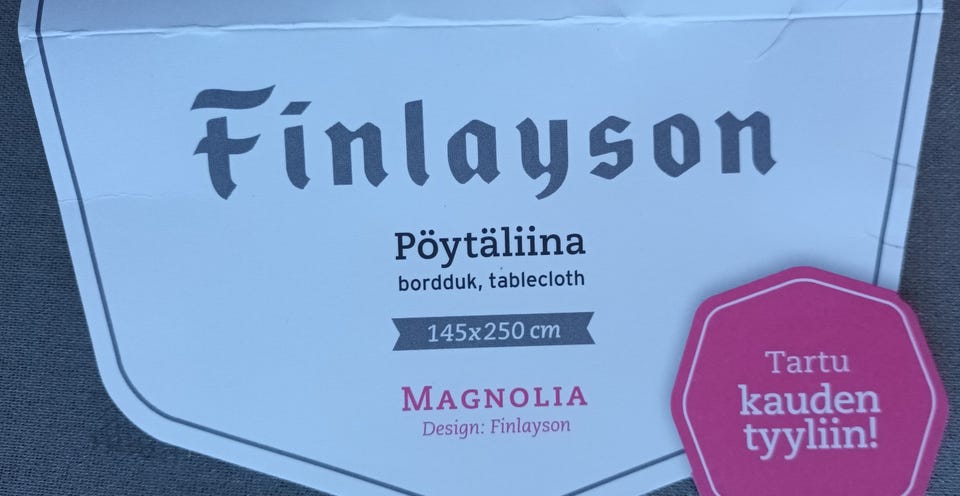 Finlayson
Pöytäliina
bordduk, tablecloth
145x250 cm
MAGNOLIA
Design: Finlayson
Tartu
kauden
tyyliin!